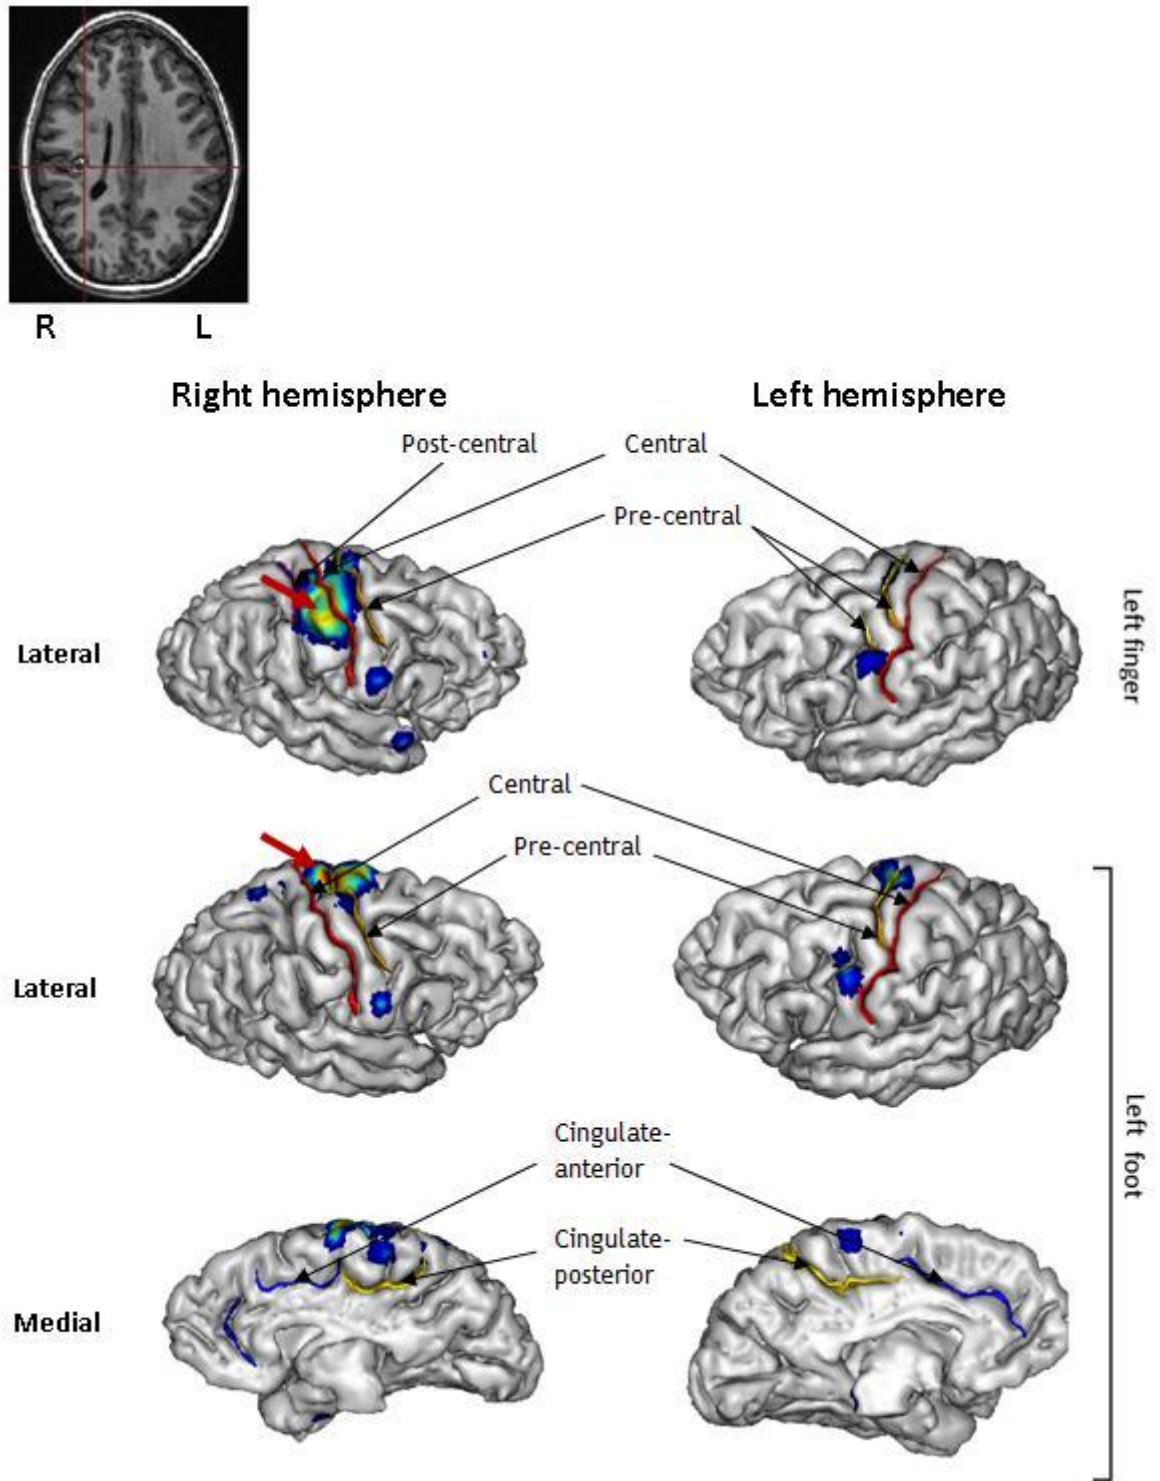 R L
Right hemisphere Left hemisphere
Post-central Central
Pre-central
Left finger
Lateral
Central
Pre-central
Lateral
Left foot
Cingulate-
anterior
Cingulate-
posterior
Medial